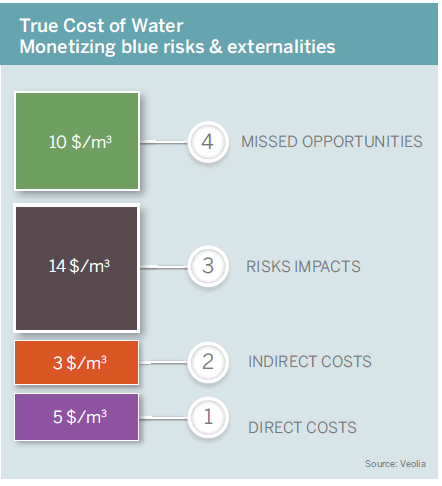 True Cost of Water
Monetizing blue risks & externalities
10 $/m³
4
MISSED OPPORTUNITIES
14 $/m³
3
RISKS IMPACTS
3 $/m³
2
INDIRECT COSTS
5 $/m³
1
DIRECT COSTS
Source: Veolia